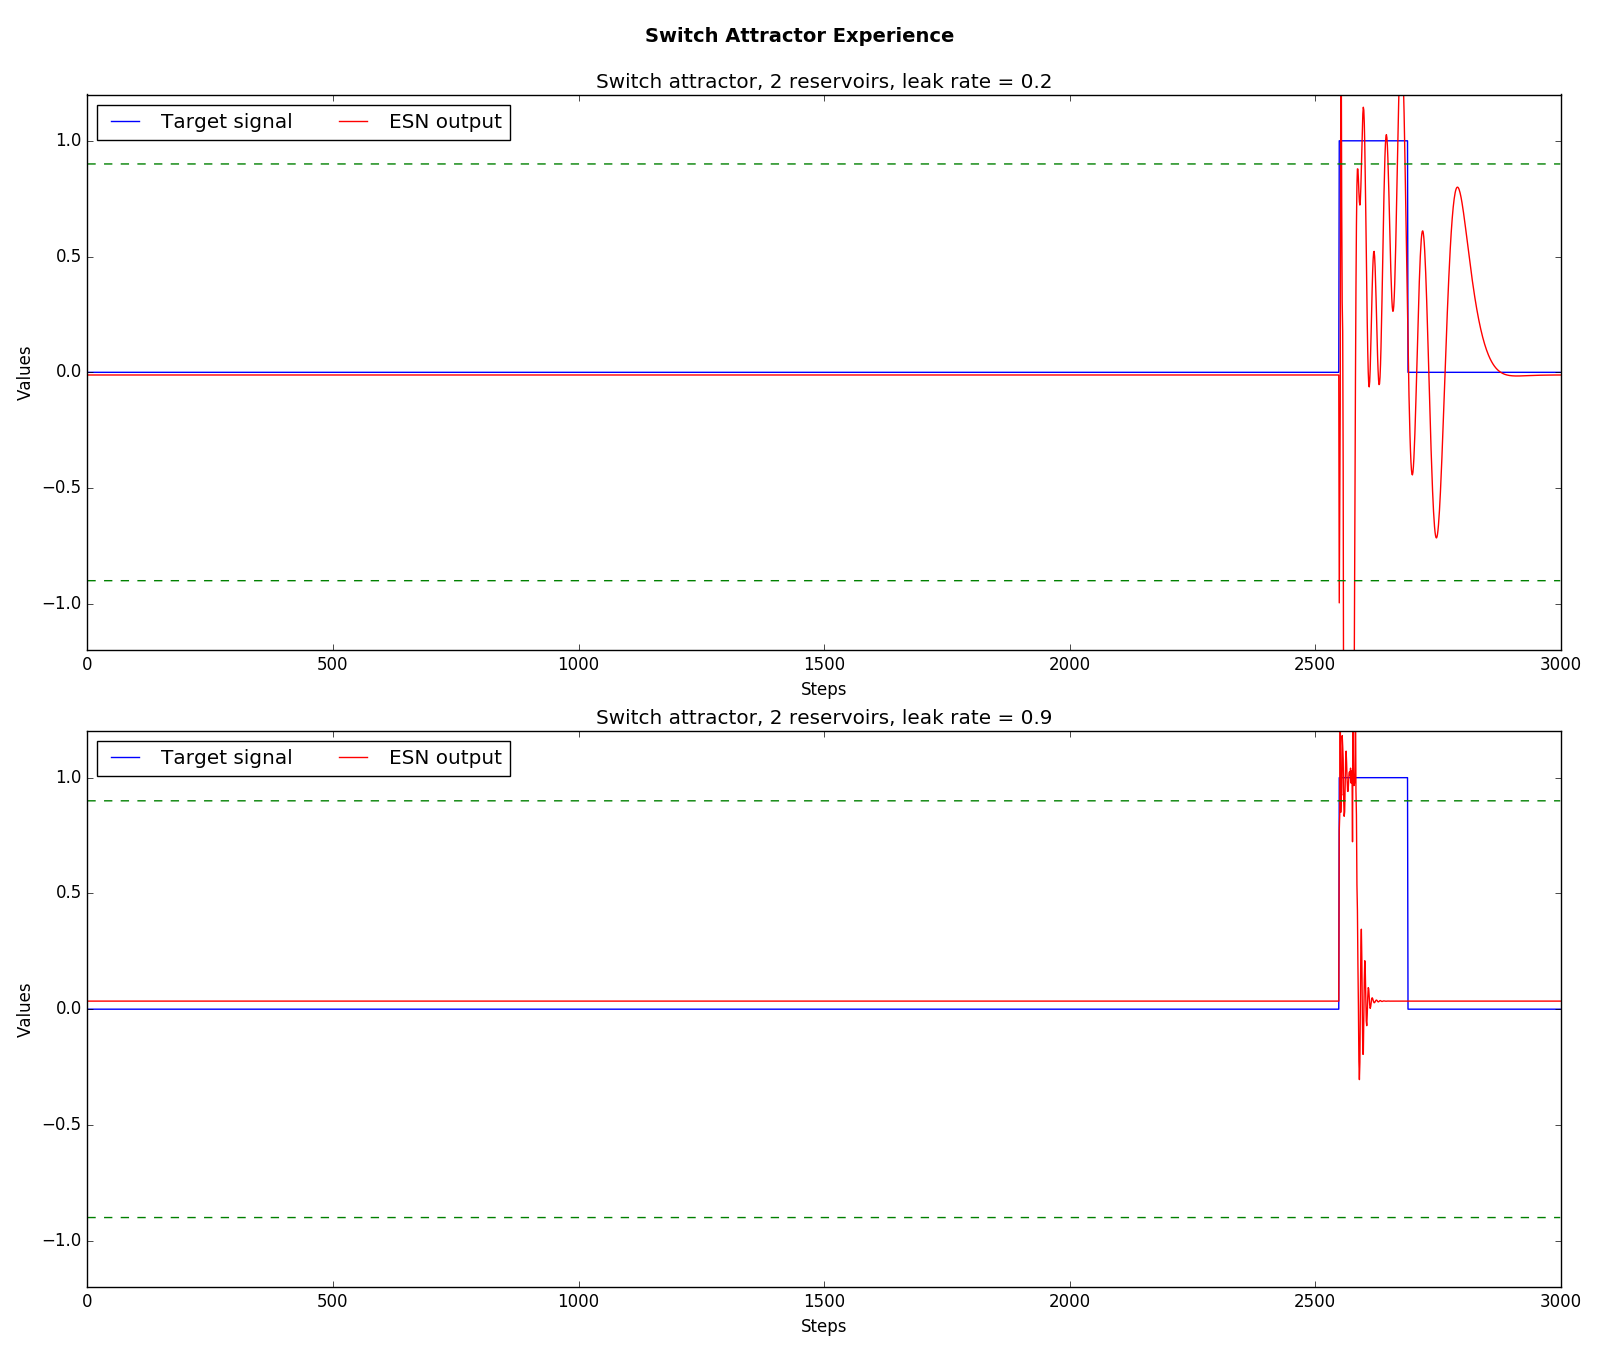 Switch Attractor Experience
Switch attractor, 2 reservoirs, leak rate = 0.2
Target signal ESN output
1.0
0.5
0.0
−0.5
−1.0
Values
0 500 1000 1500 2000 2500 3000
Steps
Switch attractor, 2 reservoirs, leak rate = 0.9
Target signal ESN output
1.0
0.5
0.0
−0.5
−1.0
Values
0 500 1000 1500 2000 2500 3000
Steps